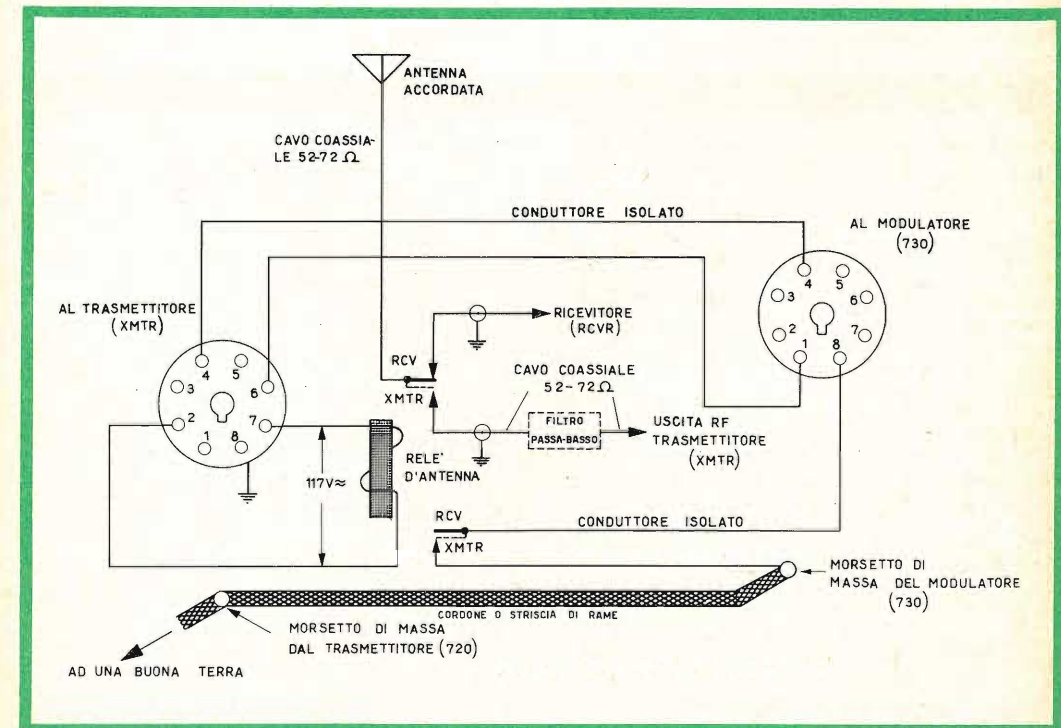 ANTENNA
ACCORDATA
CAVO COASSIA-
LE 52-72 Ω
CONDUTTORE ISOLATO
AL MODULATORE
(730)
4 5
3 6
2 7
1 8
AL TRASMETTITORE
(XMTR)
4 5
3 6
2 7
1 8
RICEVITORE
(RCVR)
RCV
XMTR
CAVO COASSIALE
52-72 Ω
FILTRO
PASSA-BASSO
USCITA RF
TRASMETTITORE
(XMTR)
117V≈
RELE'
D'ANTENNA
RCV
XMTR
CONDUTTORE ISOLATO
MORSETTO DI
MASSA DEL MODULATORE
(730)
CORDONE O STRISCIA DI RAME
MORSETTO DI MASSA
DAL TRASMETTITORE (720)
AD UNA BUONA TERRA